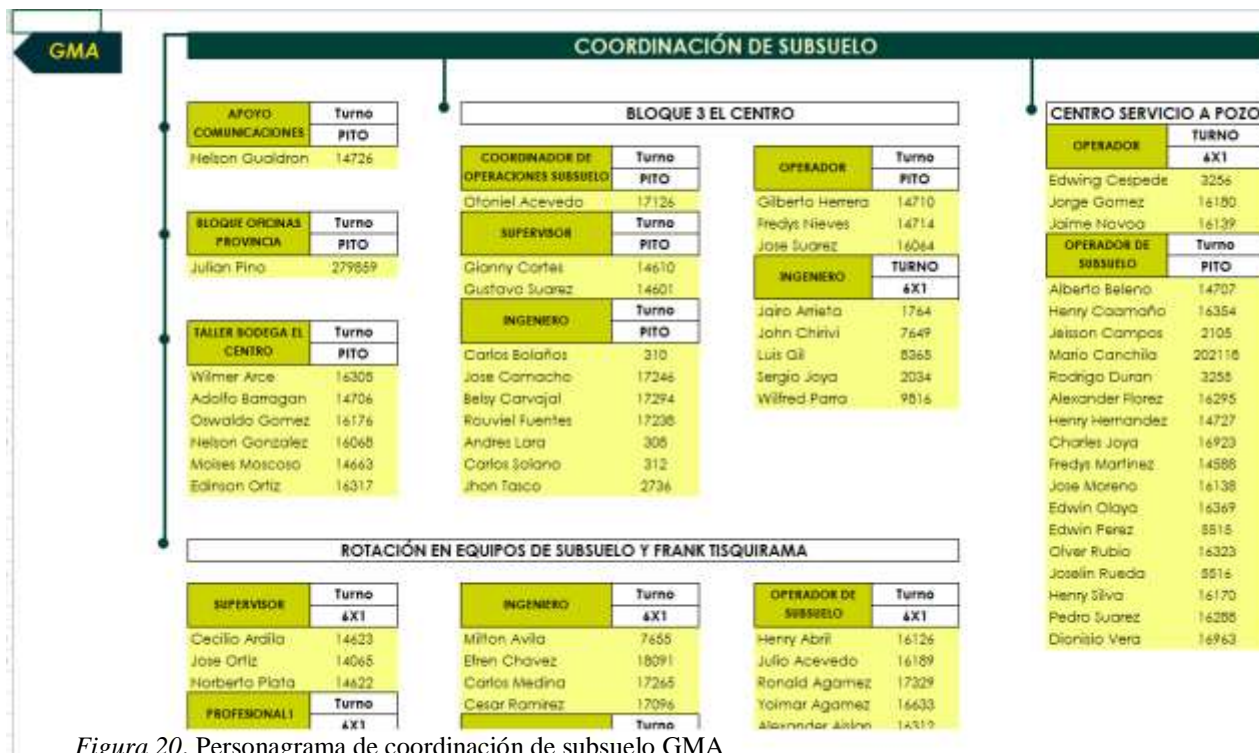 GMA
COORDINACIÓN DE SUBSUELO
APOYO COMUNICACIONES
Turno
PITO
Nelson Gualdron 14726
BLOQUE OFICINAS PROVINCIA
Turno
PITO
Julian Pino 279859
TALLER BODEGA EL CENTRO
Turno
PITO
Wilmer Arce 16305
Adolfo Barragan 14706
Oswaldo Gomez 16176
Nelson Gonzalez 16068
Moises Moscoso 14663
Edinson Ortiz 16317
BLOQUE 3 EL CENTRO
COORDINADOR DE OPERACIONES SUBSUELO
Turno
PITO
Otoniel Acevedo 17126
SUPERVISOR
Turno
PITO
Gianny Cortes 14610
Gustavo Suarez 14601
INGENIERO
Turno
PITO
Carlos Bolaños 310
Jose Camacho 17246
Belsy Carvajal 17294
Rouviel Fuentes 17238
Andres Lara 308
Carlos Solano 312
Jhon Tasco 2736
OPERADOR
Turno
PITO
Gilberto Herrera 14710
Fredys Nieves 14714
Jose Suarez 16064
INGENIERO
TURNO
6X1
Jairo Arrieta 1764
John Chirivi 7649
Luis Gil 8365
Sergio Joya 2034
Wilfred Parra 9816
CENTRO SERVICIO A POZO
OPERADOR
TURNO
6X1
Edwing Cespede 3256
Jorge Gomez 16180
Jaime Navoa 16139
OPERADOR DE SUBSUELO
Turno
PITO
Alberto Beleno 14707
Henry Caamaño 16354
Jeisson Campos 2105
Mario Canchila 202118
Rodrigo Duran 3258
Alexander Florez 16295
Henry Hernandez 14727
Charles Joya 16923
Fredys Martinez 14588
Jose Moreno 16138
Edwin Olaya 16369
Edwin Perez 5515
Olver Rubio 16323
Joselin Rueda 5516
Henry Silva 16170
Pedro Suarez 16288
Dionisio Vera 16963
ROTACIÓN EN EQUIPOS DE SUBSUELO Y FRANK TISQUIRAMA
SUPERVISOR
Turno
6X1
Cecilio Ardila 14623
Jose Ortiz 14065
Norberto Plata 14622
PROFESIONAL I
Turno
6X1
INGENIERO
Turno
6X1
Milton Avila 7655
Efren Chavez 18091
Carlos Medina 17265
Cesar Ramirez 17096
Turno
OPERADOR DE SUBSUELO
Turno
6X1
Henry Abril 16126
Julio Acevedo 16189
Ronald Agamez 17329
Yoimar Agamez 16633
Alexander Aislan 16312
Figura 20. Personagrama de coordinación de subsuelo GMA